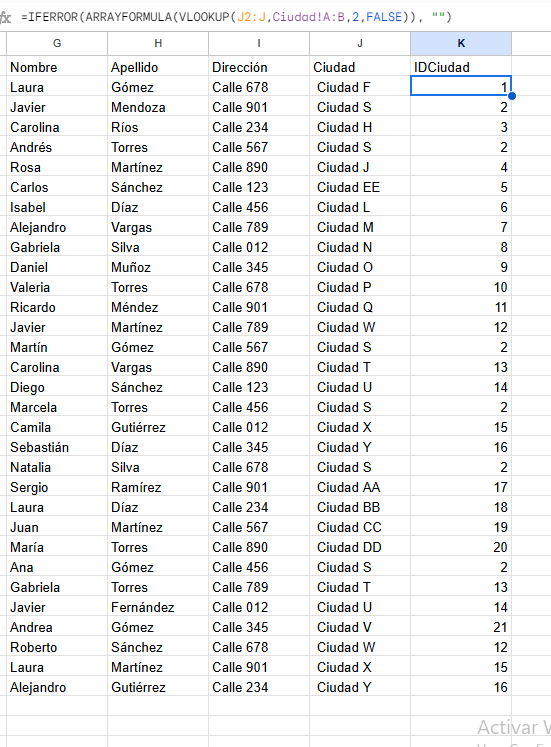 fx =IFERROR(ARRAYFORMULA(VLOOKUP(J2:J,Ciudad!A:B,2,FALSE)), "")
G H I J K
Nombre Apellido Dirección Ciudad IDCiudad
Laura Gómez Calle 678 Ciudad F 1
Javier Mendoza Calle 901 Ciudad S 2
Carolina Ríos Calle 234 Ciudad H 3
Andrés Torres Calle 567 Ciudad S 2
Rosa Martínez Calle 890 Ciudad J 4
Carlos Sánchez Calle 123 Ciudad EE 5
Isabel Díaz Calle 456 Ciudad L 6
Alejandro Vargas Calle 789 Ciudad M 7
Gabriela Silva Calle 012 Ciudad N 8
Daniel Muñoz Calle 345 Ciudad O 9
Valeria Torres Calle 678 Ciudad P 10
Ricardo Méndez Calle 901 Ciudad Q 11
Javier Martínez Calle 789 Ciudad W 12
Martín Gómez Calle 567 Ciudad S 2
Carolina Vargas Calle 890 Ciudad T 13
Diego Sánchez Calle 123 Ciudad U 14
Marcela Torres Calle 456 Ciudad S 2
Camila Gutiérrez Calle 012 Ciudad X 15
Sebastián Díaz Calle 345 Ciudad Y 16
Natalia Silva Calle 678 Ciudad S 2
Sergio Ramírez Calle 901 Ciudad AA 17
Laura Díaz Calle 234 Ciudad BB 18
Juan Martínez Calle 567 Ciudad CC 19
María Torres Calle 890 Ciudad DD 20
Ana Gómez Calle 456 Ciudad S 2
Gabriela Torres Calle 789 Ciudad T 13
Javier Fernández Calle 012 Ciudad U 14
Andrea Gómez Calle 345 Ciudad V 21
Roberto Sánchez Calle 678 Ciudad W 12
Laura Martínez Calle 901 Ciudad X 15
Alejandro Gutiérrez Calle 234 Ciudad Y 16
Activar